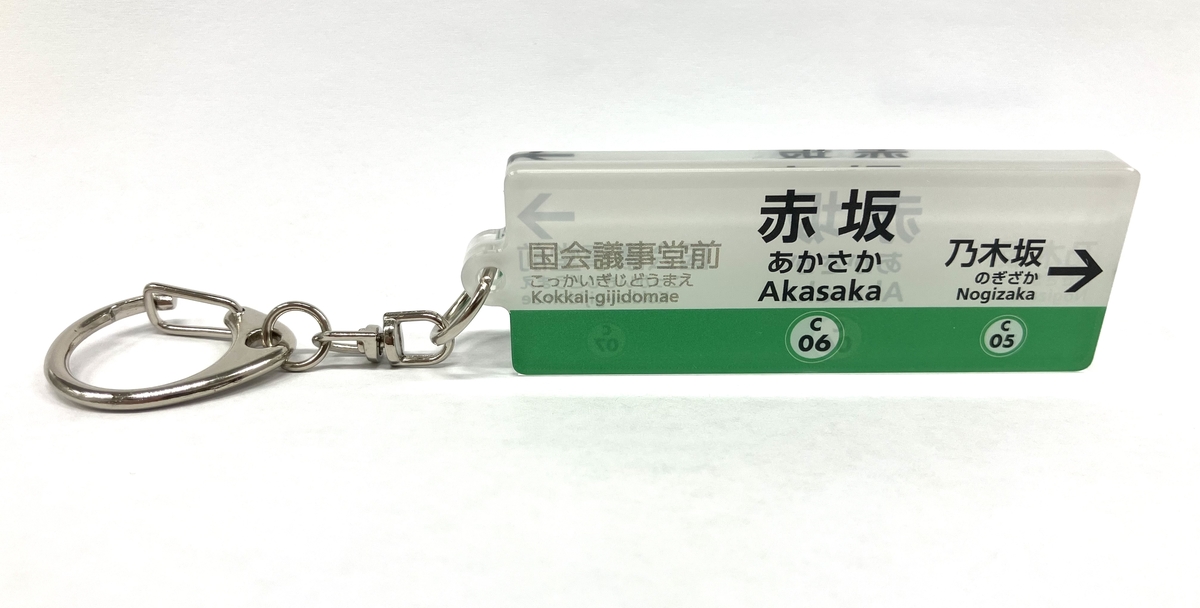 国会議事堂前
こっかいぎじどうまえ
Kokkai-gijidomae
赤坂
あかさか
Akasaka
C
06
乃木坂
のぎざか
Nogizaka
C
05